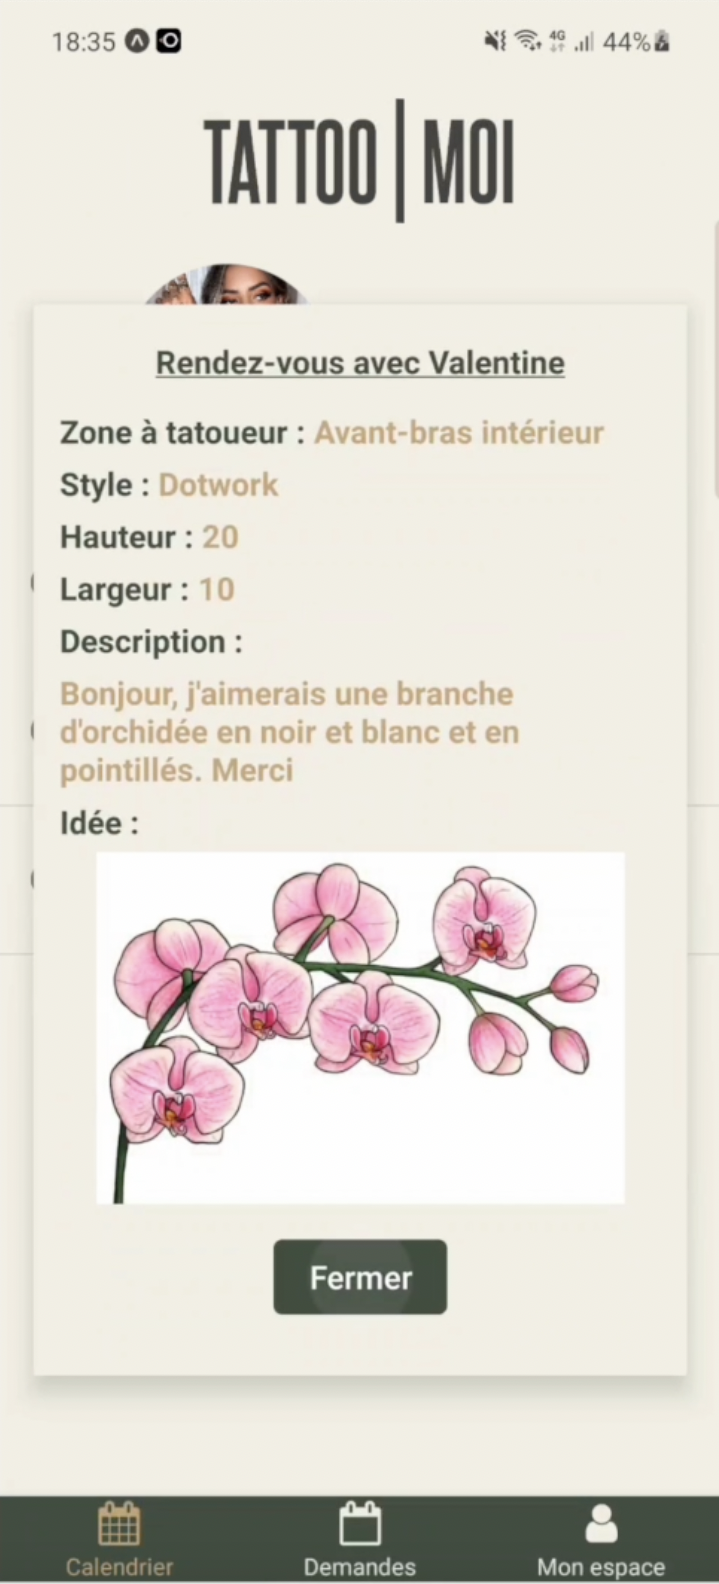 18:35
4G
44%
TATTOO | MOI
Rendez-vous avec Valentine
Zone à tatoueur : Avant-bras intérieur
Style : Dotwork
Hauteur : 20
Largeur : 10
Description :
Bonjour, j'aimerais une branche
d'orchidée en noir et blanc et en
pointillés. Merci
Idée :
Fermer
Calendrier
Demandes
Mon espace